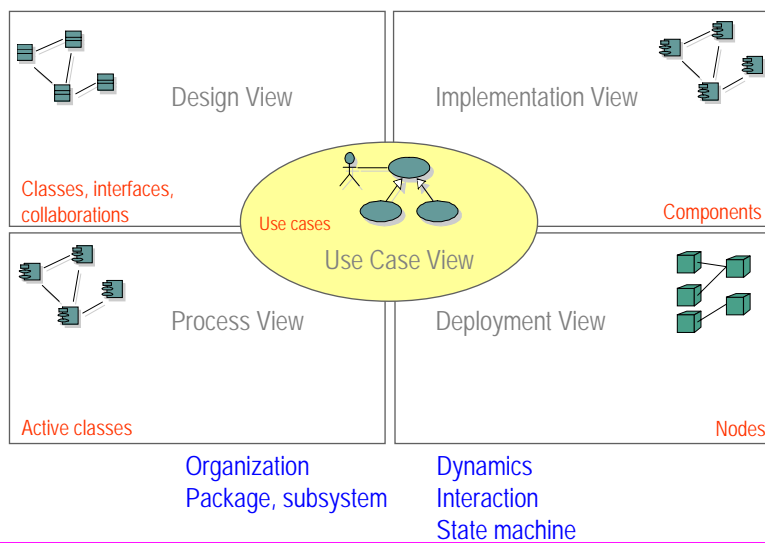 Design View
Implementation View
Classes, interfaces,
collaborations
Use cases
Components
Use Case View
Process View
Deployment View
Active classes
Nodes
Organization
Package, subsystem
Dynamics
Interaction
State machine